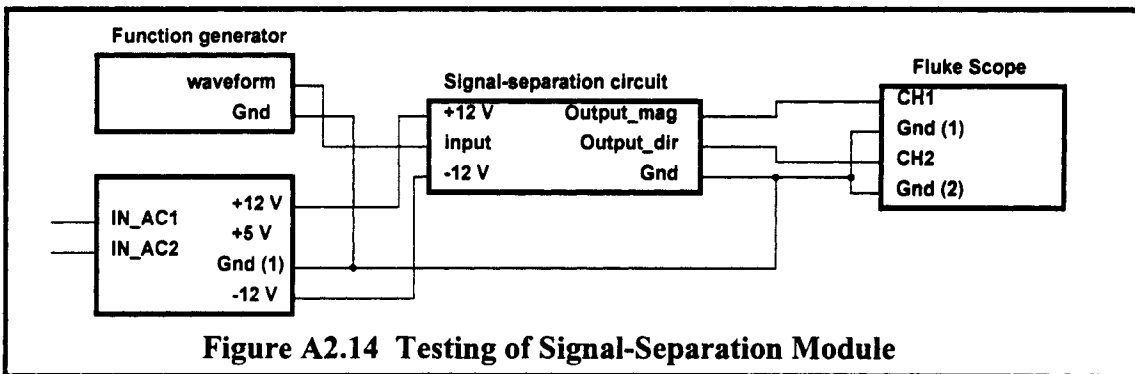 Function generator
waveform
Gnd
Signal-separation circuit
+12 V
Output_mag
input
Output_dir
-12 V
Gnd
Fluke Scope
CH1
Gnd (1)
CH2
Gnd (2)
IN_AC1
IN_AC2
+12 V
+5 V
Gnd (1)
-12 V
Figure A2.14 Testing of Signal-Separation Module